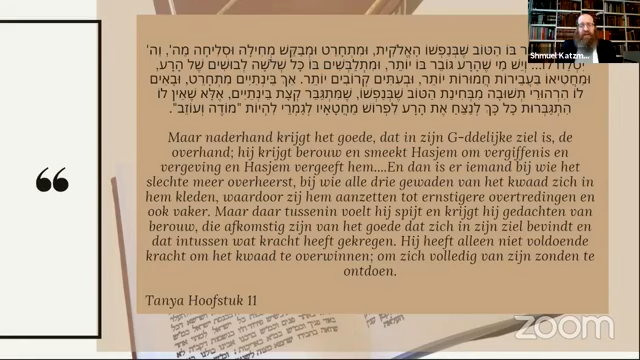 בּוֹ הַטּוֹב שֶׁבְּנַפְשׁוֹ הָאֱלֹקִית, וּמִתְחָרֵט וּמְבַקֵּשׁ מְחִילָה וּסְלִיחָה מֵה', וַה'
יִסְלַח לוֹ... וְיֵשׁ מִי שֶׁהָרַע גּוֹבֵר בּוֹ יוֹתֵר, וּמִתְלַבְּשִׁים בּוֹ כָּל שְׁלֹשָׁה לְבוּשִׁים שֶׁל הָרַע,
וּמַחֲטִיאוֹ בַּעֲבֵירוֹת חֲמוּרוֹת יוֹתֵר, וּבְעִתִּים קְרוֹבִים יוֹתֵר. אַךְ בֵּינְתַיִים מִתְחָרֵט, וּבָאִים
לוֹ הִרְהוּרֵי תְּשׁוּבָה מִבְּחִינַת הַטּוֹב שֶׁבְּנַפְשׁוֹ, שֶׁמִּתְגַּבֵּר קְצָת בֵּינְתַיִים, אֶלָּא שֶׁאֵין לוֹ
הִתְגַּבְּרוּת כָּל כָּךְ לְנַצֵּחַ אֶת הָרַע לִפְרוֹשׁ מֵחֲטָאָיו לְגַמְרֵי לִהְיוֹת "מוֹדֶה וְעוֹזֵב".
Maar naderhand krijgt het goede, dat in zijn G-ddelijke ziel is, de
overhand; hij krijgt berouw en smeekt Hasjem om vergiffenis en
vergeving en Hasjem vergeeft hem....En dan is er iemand bij wie het
slechte meer overheerst, bij wie alle drie gewaden van het kwaad zich in
hem kleden, waardoor zij hem aanzetten tot ernstigere overtredingen en
ook vaker. Maar daar tussenin voelt hij spijt en krijgt hij gedachten van
berouw, die afkomstig zijn van het goede dat zich in zijn ziel bevindt en
dat intussen wat kracht heeft gekregen. Hij heeft alleen niet voldoende
kracht om het kwaad te overwinnen; om zich volledig van zijn zonden te
ontdoen.
Tanya Hoofstuk 11
Shmuel Katzm...
zoom